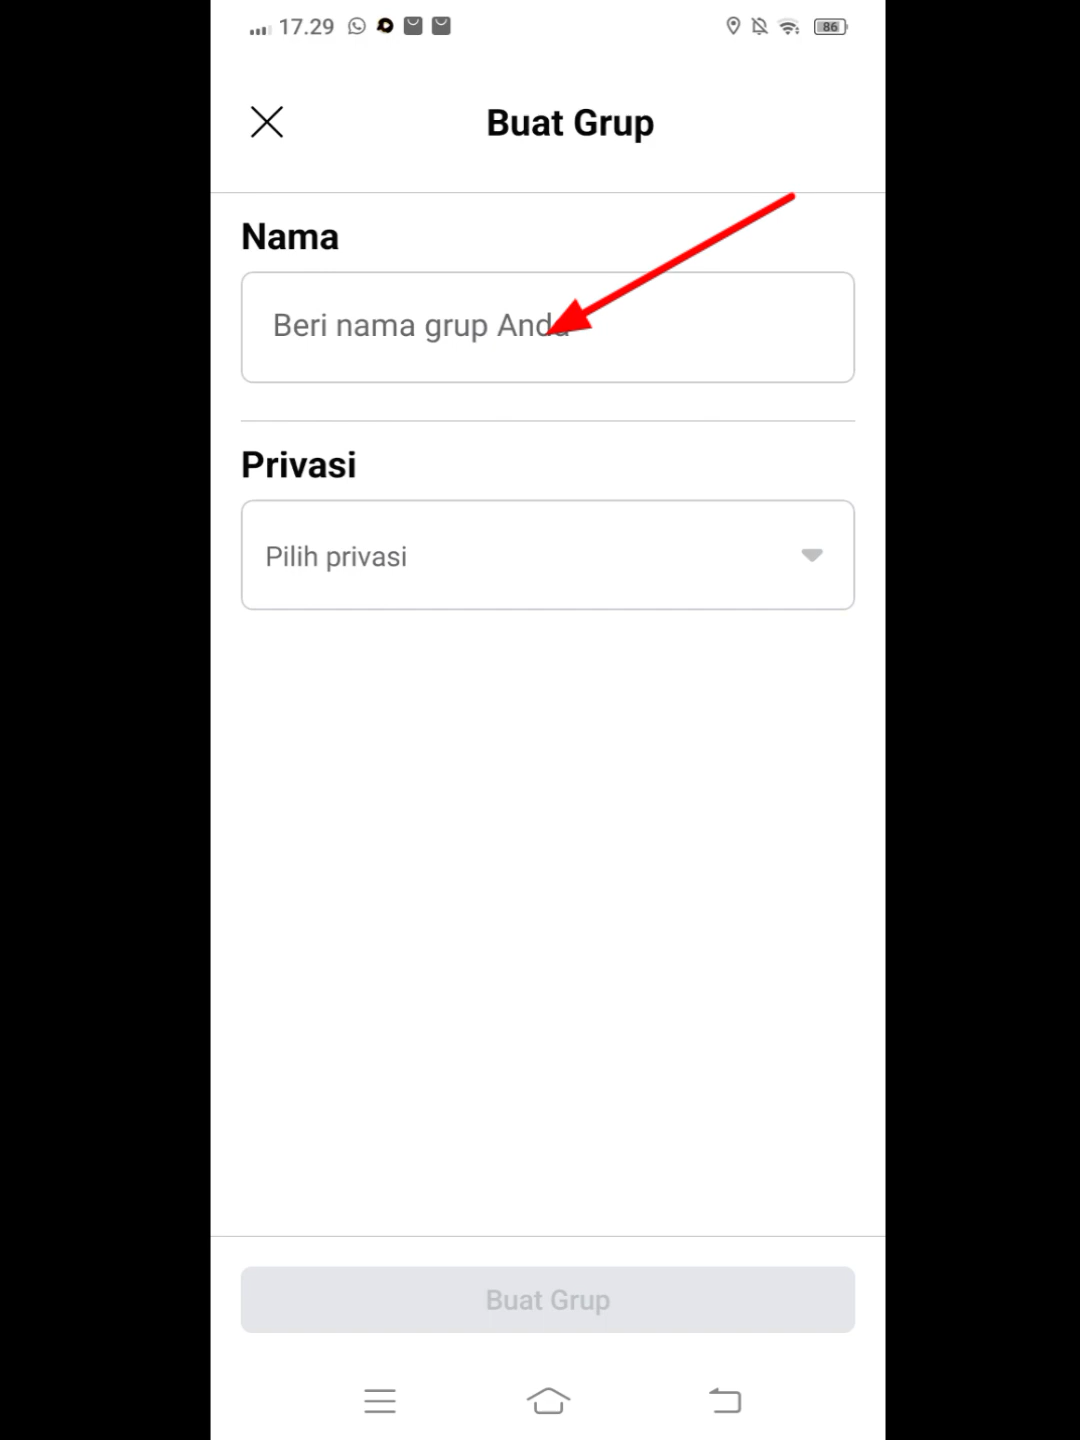 17.29
86
Buat Grup
Nama
Beri nama grup Anda
Privasi
Pilih privasi
Buat Grup